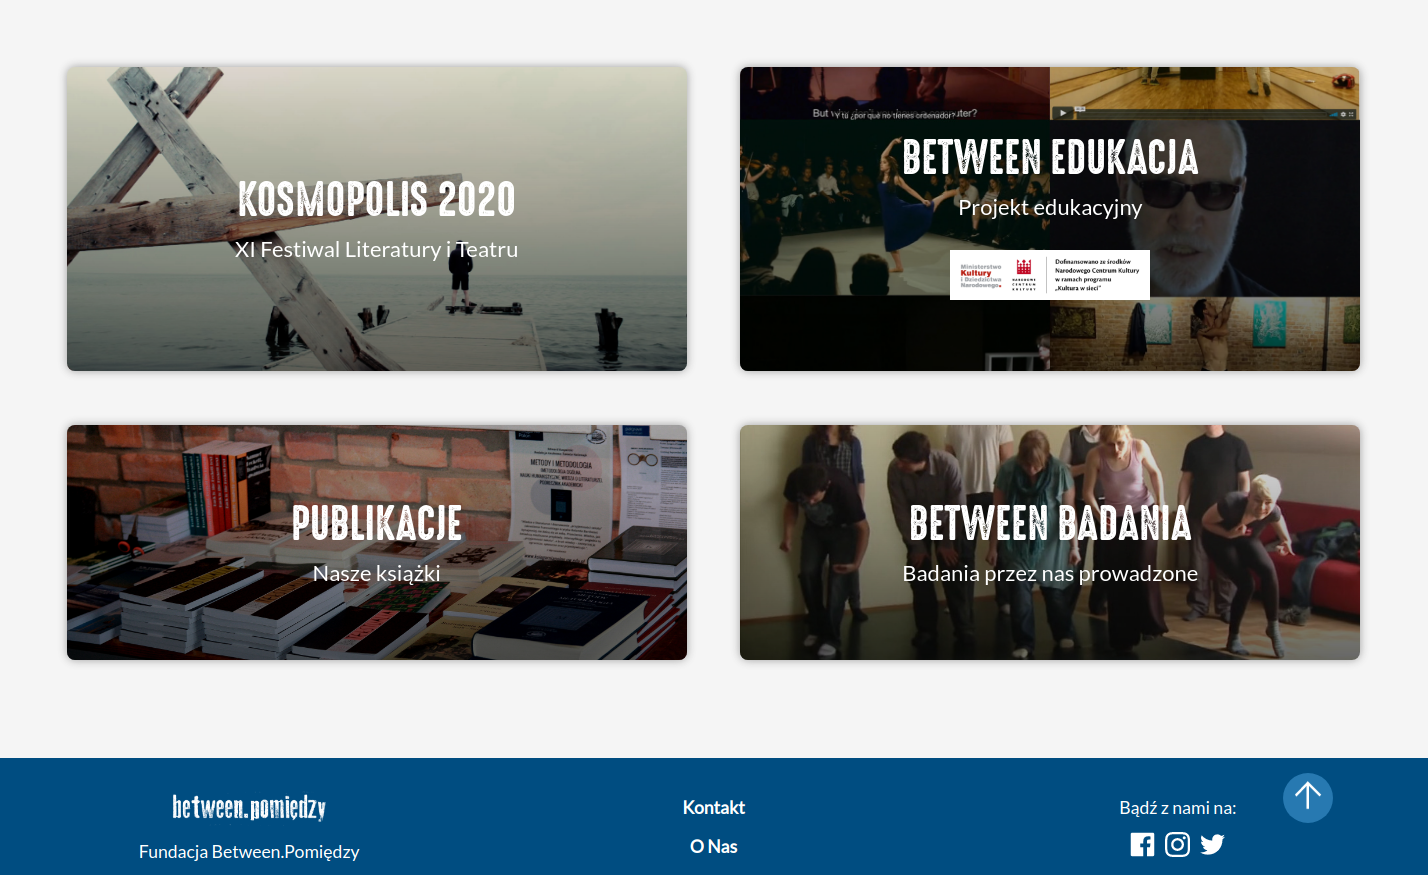 KOSMOPOLIS 2020
XI Festiwal Literatury i Teatru
But
y tú ¿por qué no tienes ordenador?
BETWEEN EDUKACJA
Projekt edukacyjny
Ministerstwo
Kultury
i Dziedzictwa
Narodowego.
NARODOWE
CENTRUM
KULTURY
Dofinansowano ze środków
Narodowego Centrum Kultury
w ramach programu
„Kultura w sieci”
METODY I METODOLOGIA
PUBLIKACJE
Nasze książki
BETWEEN BADANIA
Badania przez nas prowadzone
between.pomiędzy
Fundacja Between.Pomiędzy
Kontakt
O Nas
Bądź z nami na: